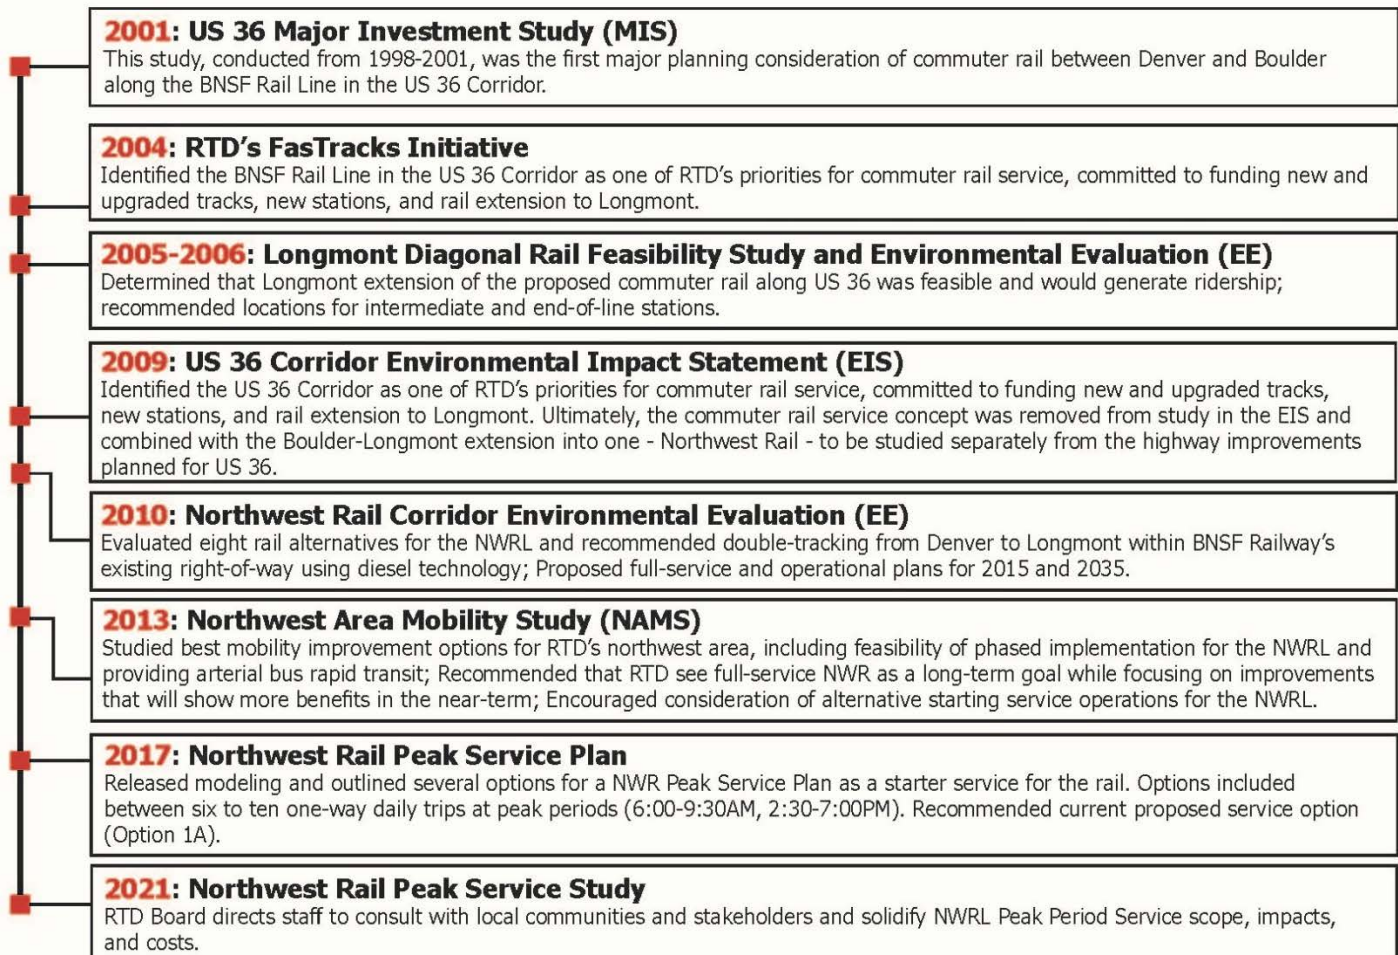 2001: US 36 Major Investment Study (MIS)
This study, conducted from 1998-2001, was the first major planning consideration of commuter rail between Denver and Boulder
along the BNSF Rail Line in the US 36 Corridor.
2004: RTD's FasTracks Initiative
Identified the BNSF Rail Line in the US 36 Corridor as one of RTD's priorities for commuter rail service, committed to funding new and
upgraded tracks, new stations, and rail extension to Longmont.
2005-2006: Longmont Diagonal Rail Feasibility Study and Environmental Evaluation (EE)
Determined that Longmont extension of the proposed commuter rail along US 36 was feasible and would generate ridership;
recommended locations for intermediate and end-of-line stations.
2009: US 36 Corridor Environmental Impact Statement (EIS)
Identified the US 36 Corridor as one of RTD's priorities for commuter rail service, committed to funding new and upgraded tracks,
new stations, and rail extension to Longmont. Ultimately, the commuter rail service concept was removed from study in the EIS and
combined with the Boulder-Longmont extension into one - Northwest Rail - to be studied separately from the highway improvements
planned for US 36.
2010: Northwest Rail Corridor Environmental Evaluation (EE)
Evaluated eight rail alternatives for the NWRL and recommended double-tracking from Denver to Longmont within BNSF Railway's
existing right-of-way using diesel technology; Proposed full-service and operational plans for 2015 and 2035.
2013: Northwest Area Mobility Study (NAMS)
Studied best mobility improvement options for RTD's northwest area, including feasibility of phased implementation for the NWRL and
providing arterial bus rapid transit; Recommended that RTD see full-service NWR as a long-term goal while focusing on improvements
that will show more benefits in the near-term; Encouraged consideration of alternative starting service operations for the NWRL.
2017: Northwest Rail Peak Service Plan
Released modeling and outlined several options for a NWR Peak Service Plan as a starter service for the rail. Options included
between six to ten one-way daily trips at peak periods (6:00-9:30AM, 2:30-7:00PM). Recommended current proposed service option
(Option 1A).
2021: Northwest Rail Peak Service Study
RTD Board directs staff to consult with local communities and stakeholders and solidify NWRL Peak Period Service scope, impacts,
and costs.